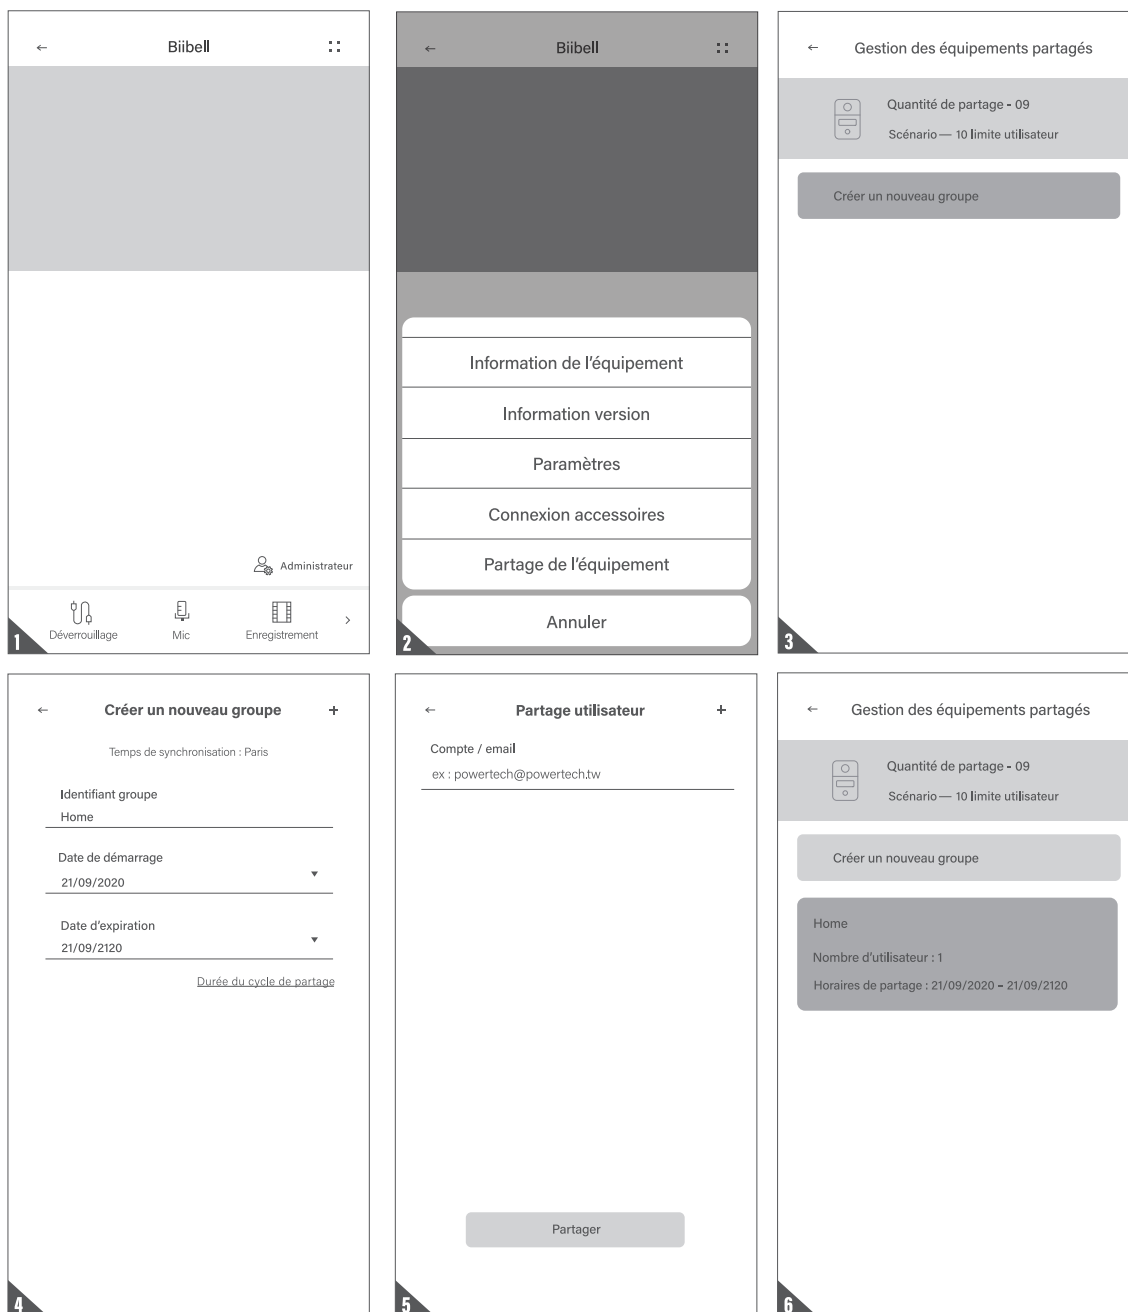 ← Biibell ::
Administrateur
Déverrouillage Mic Enregistrement >
1
← Biibell ::
Information de l'équipement
Information version
Paramètres
Connexion accessoires
Partage de l'équipement
Annuler
2
← Gestion des équipements partagés
Quantité de partage - 09
Scénario — 10 limite utilisateur
Créer un nouveau groupe
3
← Créer un nouveau groupe +
Temps de synchronisation : Paris
Identifiant groupe
Home
Date de démarrage
21/09/2020
Date d'expiration
21/09/2120
Durée du cycle de partage
4
← Partage utilisateur +
Compte / email
ex : powertech@powertech.tw
Partager
5
← Gestion des équipements partagés
Quantité de partage - 09
Scénario — 10 limite utilisateur
Créer un nouveau groupe
Home
Nombre d'utilisateur : 1
Horaires de partage : 21/09/2020 - 21/09/2120
6